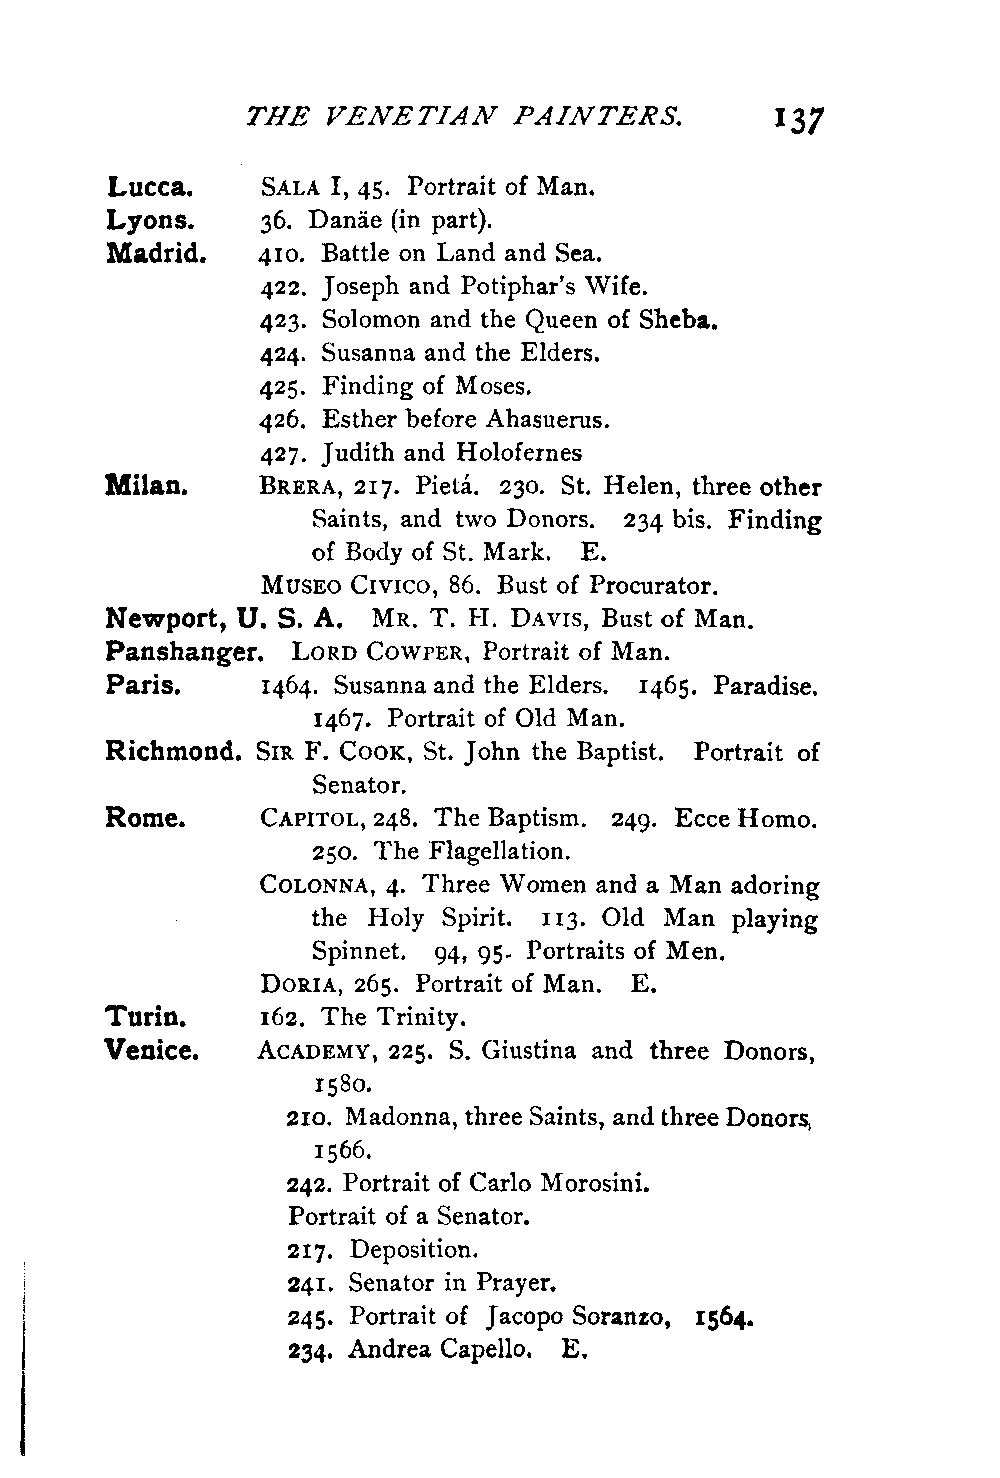 THE VENETIAN PAINTERS. 137
Lucca. SALA I, 45. Portrait of Man.
Lyons. 36. Danäe (in part).
Madrid. 410. Battle on Land and Sea.
422. Joseph and Potiphar's Wife.
423. Solomon and the Queen of Sheba.
424. Susanna and the Elders.
425. Finding of Moses.
426. Esther before Ahasuerus.
427. Judith and Holofernes
Milan. BRERA, 217. Pietá. 230. St. Helen, three other
Saints, and two Donors. 234 bis. Finding
of Body of St. Mark. E.
MUSEO CIVICO, 86. Bust of Procurator.
Newport, U. S. A. MR. T. H. DAVIS, Bust of Man.
Panshanger. LORD COWPER, Portrait of Man.
Paris. 1464. Susanna and the Elders. 1465. Paradise.
1467. Portrait of Old Man.
Richmond. SIR F. COOK, St. John the Baptist. Portrait of
Senator.
Rome. CAPITOL, 248. The Baptism. 249. Ecce Homo.
250. The Flagellation.
COLONNA, 4. Three Women and a Man adoring
the Holy Spirit. 113. Old Man playing
Spinnet. 94, 95. Portraits of Men.
DORIA, 265. Portrait of Man. E.
Turin. 162. The Trinity.
Venice. ACADEMY, 225. S. Giustina and three Donors,
1580.
210. Madonna, three Saints, and three Donors,
1566.
242. Portrait of Carlo Morosini.
Portrait of a Senator.
217. Deposition.
241. Senator in Prayer.
245. Portrait of Jacopo Soranzo, 1564.
234. Andrea Capello. E.